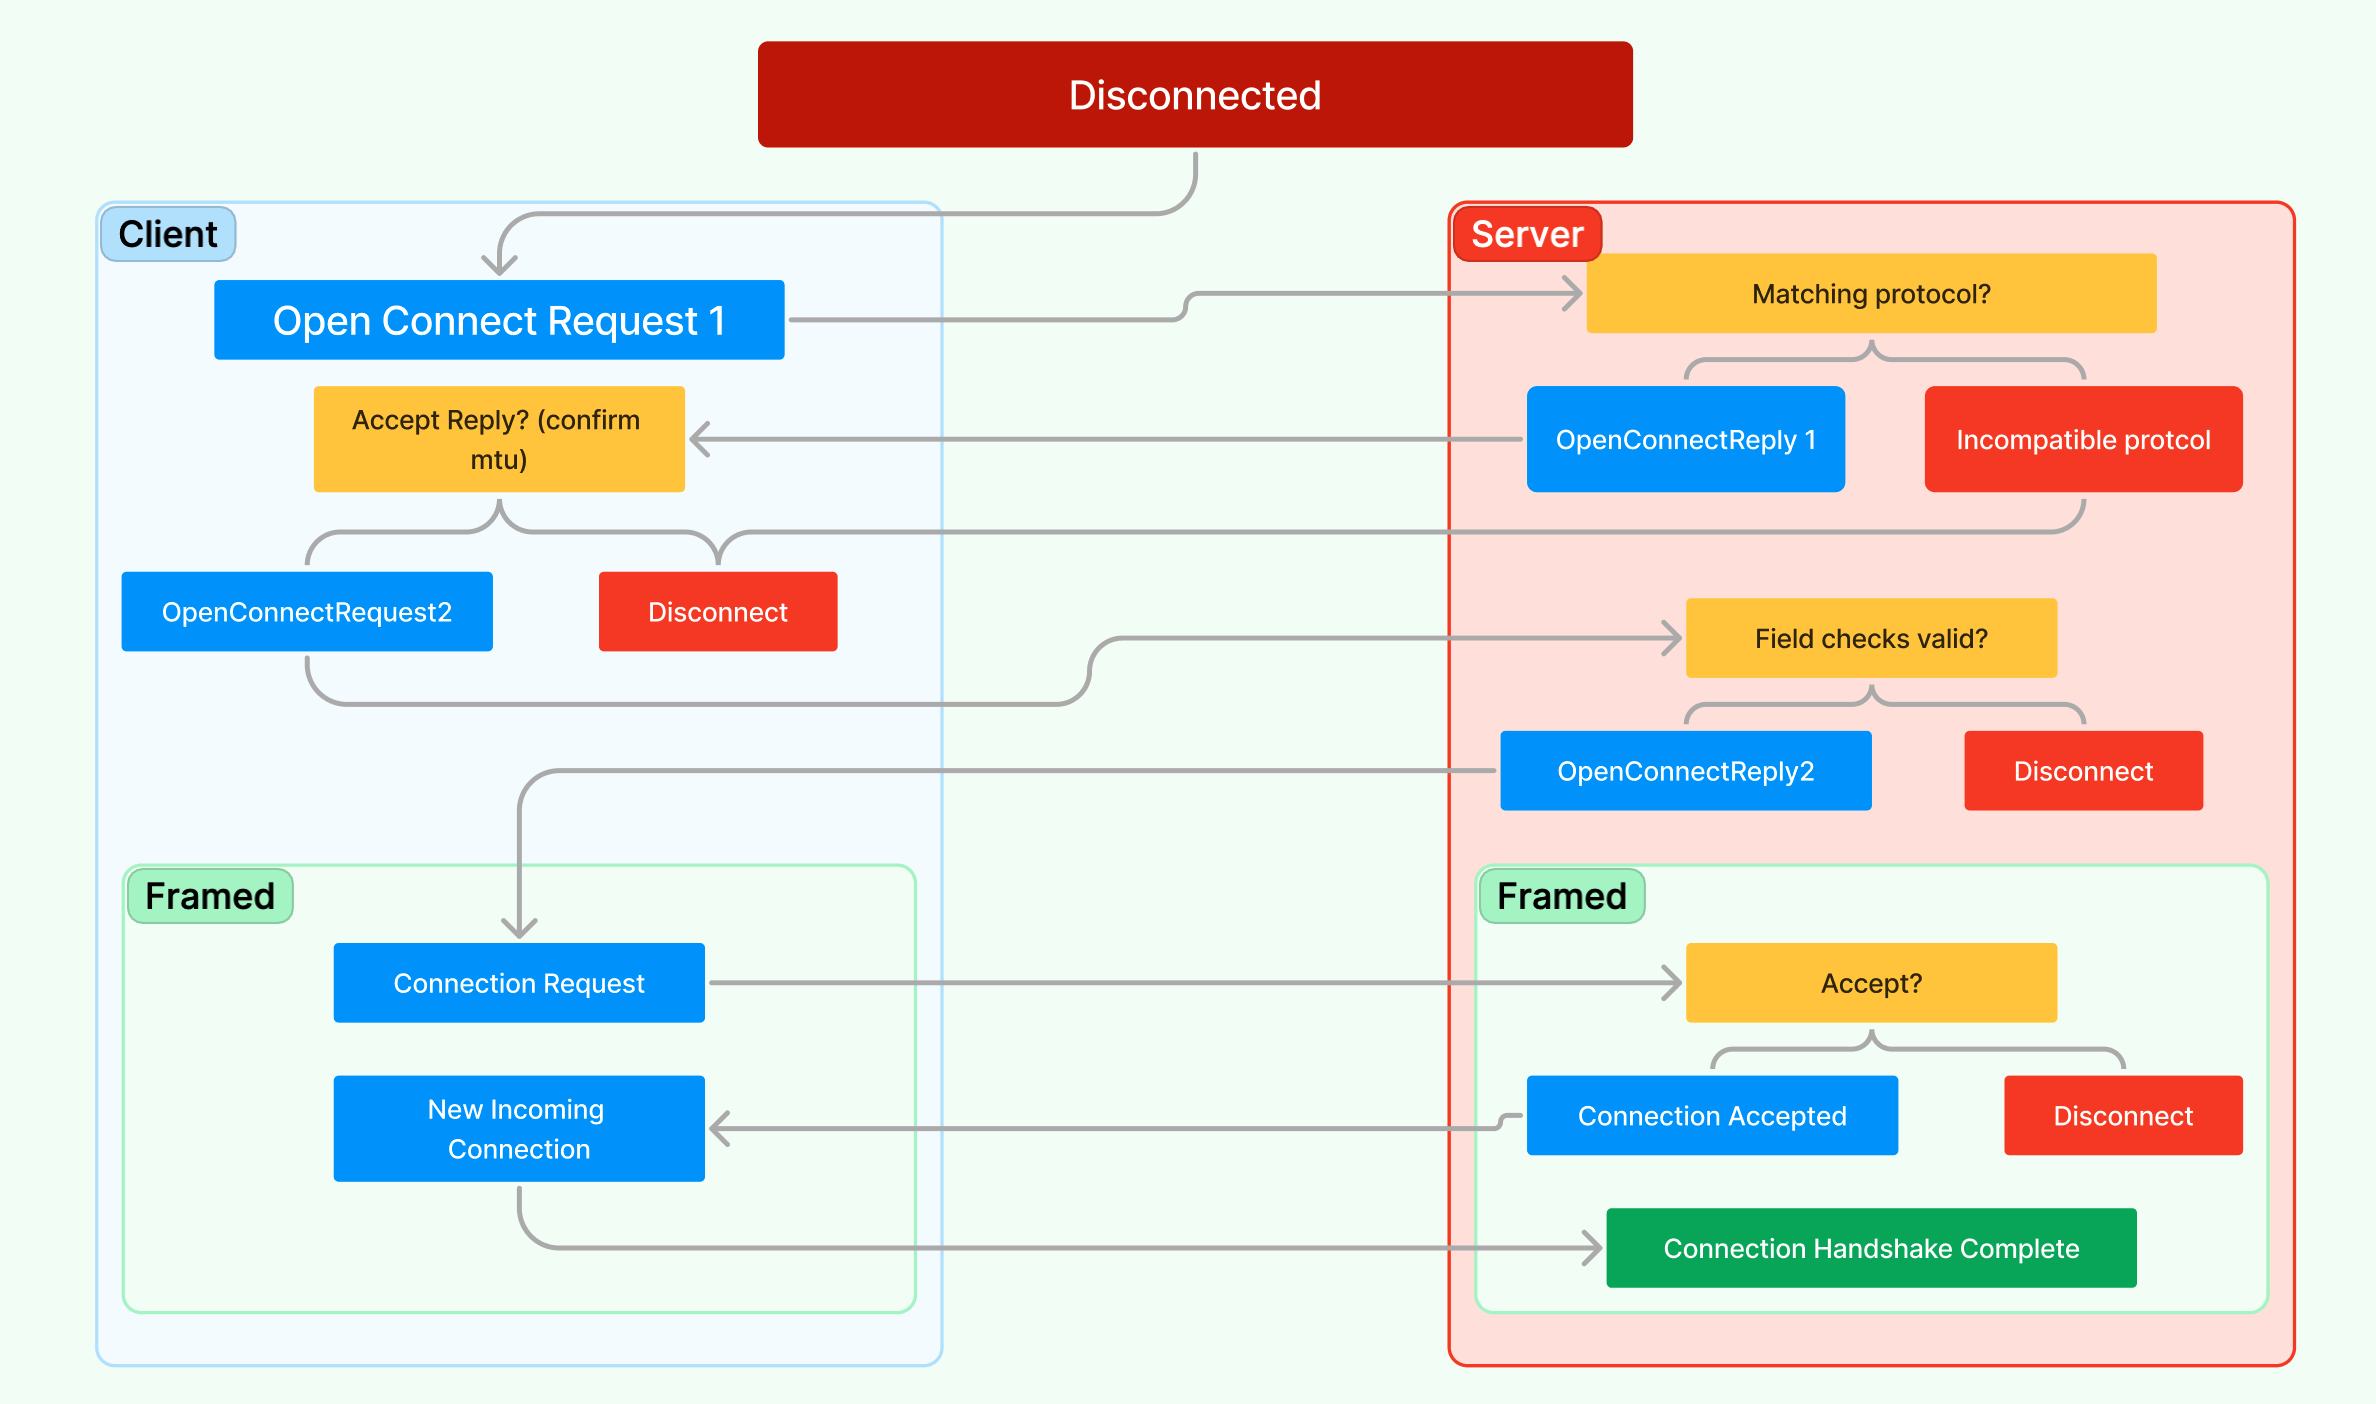 Disconnected
Client
Open Connect Request 1
Accept Reply? (confirm
mtu)
OpenConnectRequest2
Disconnect
Framed
Connection Request
New Incoming
Connection
Server
Matching protocol?
OpenConnectReply 1
Incompatible protcol
Field checks valid?
OpenConnectReply2
Disconnect
Framed
Accept?
Connection Accepted
Disconnect
Connection Handshake Complete